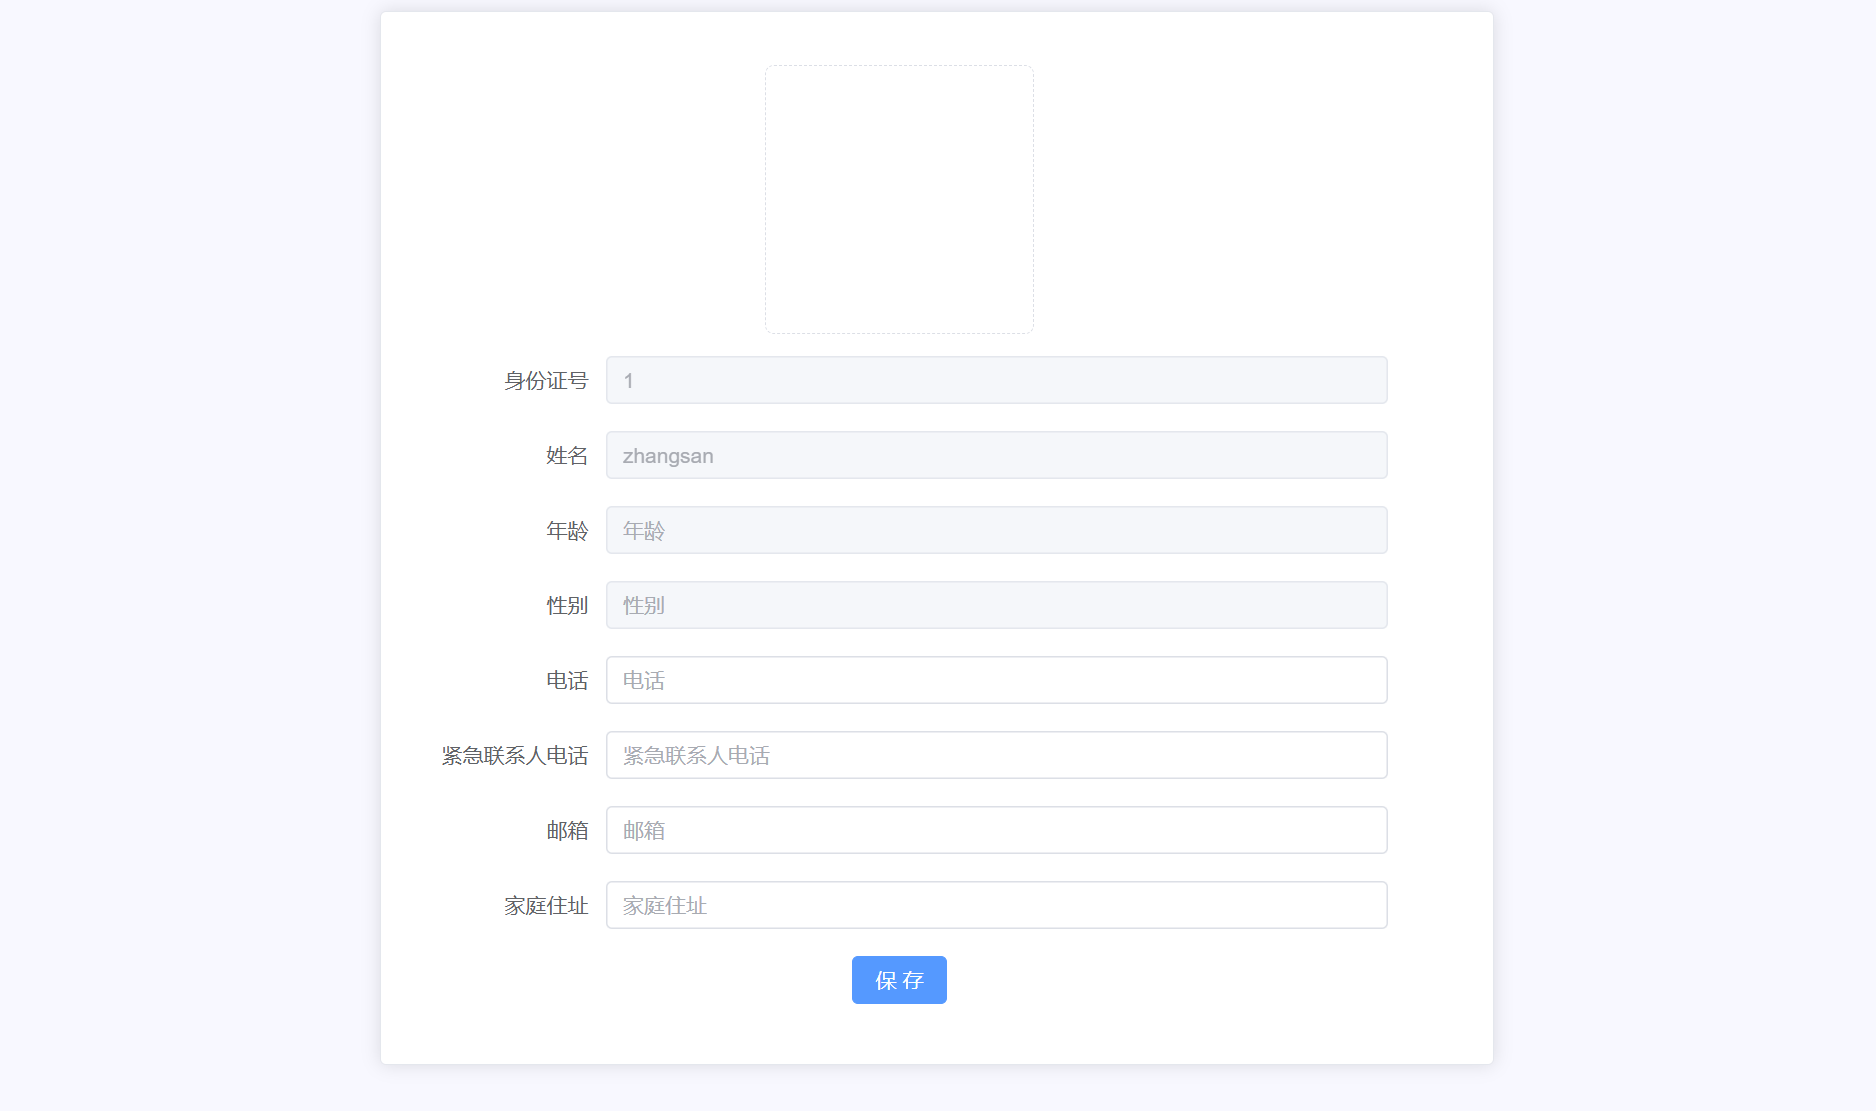 身份证号 1
姓名 zhangsan
年龄 年龄
性别 性别
电话 电话
紧急联系人电话 紧急联系人电话
邮箱 邮箱
家庭住址 家庭住址
保 存